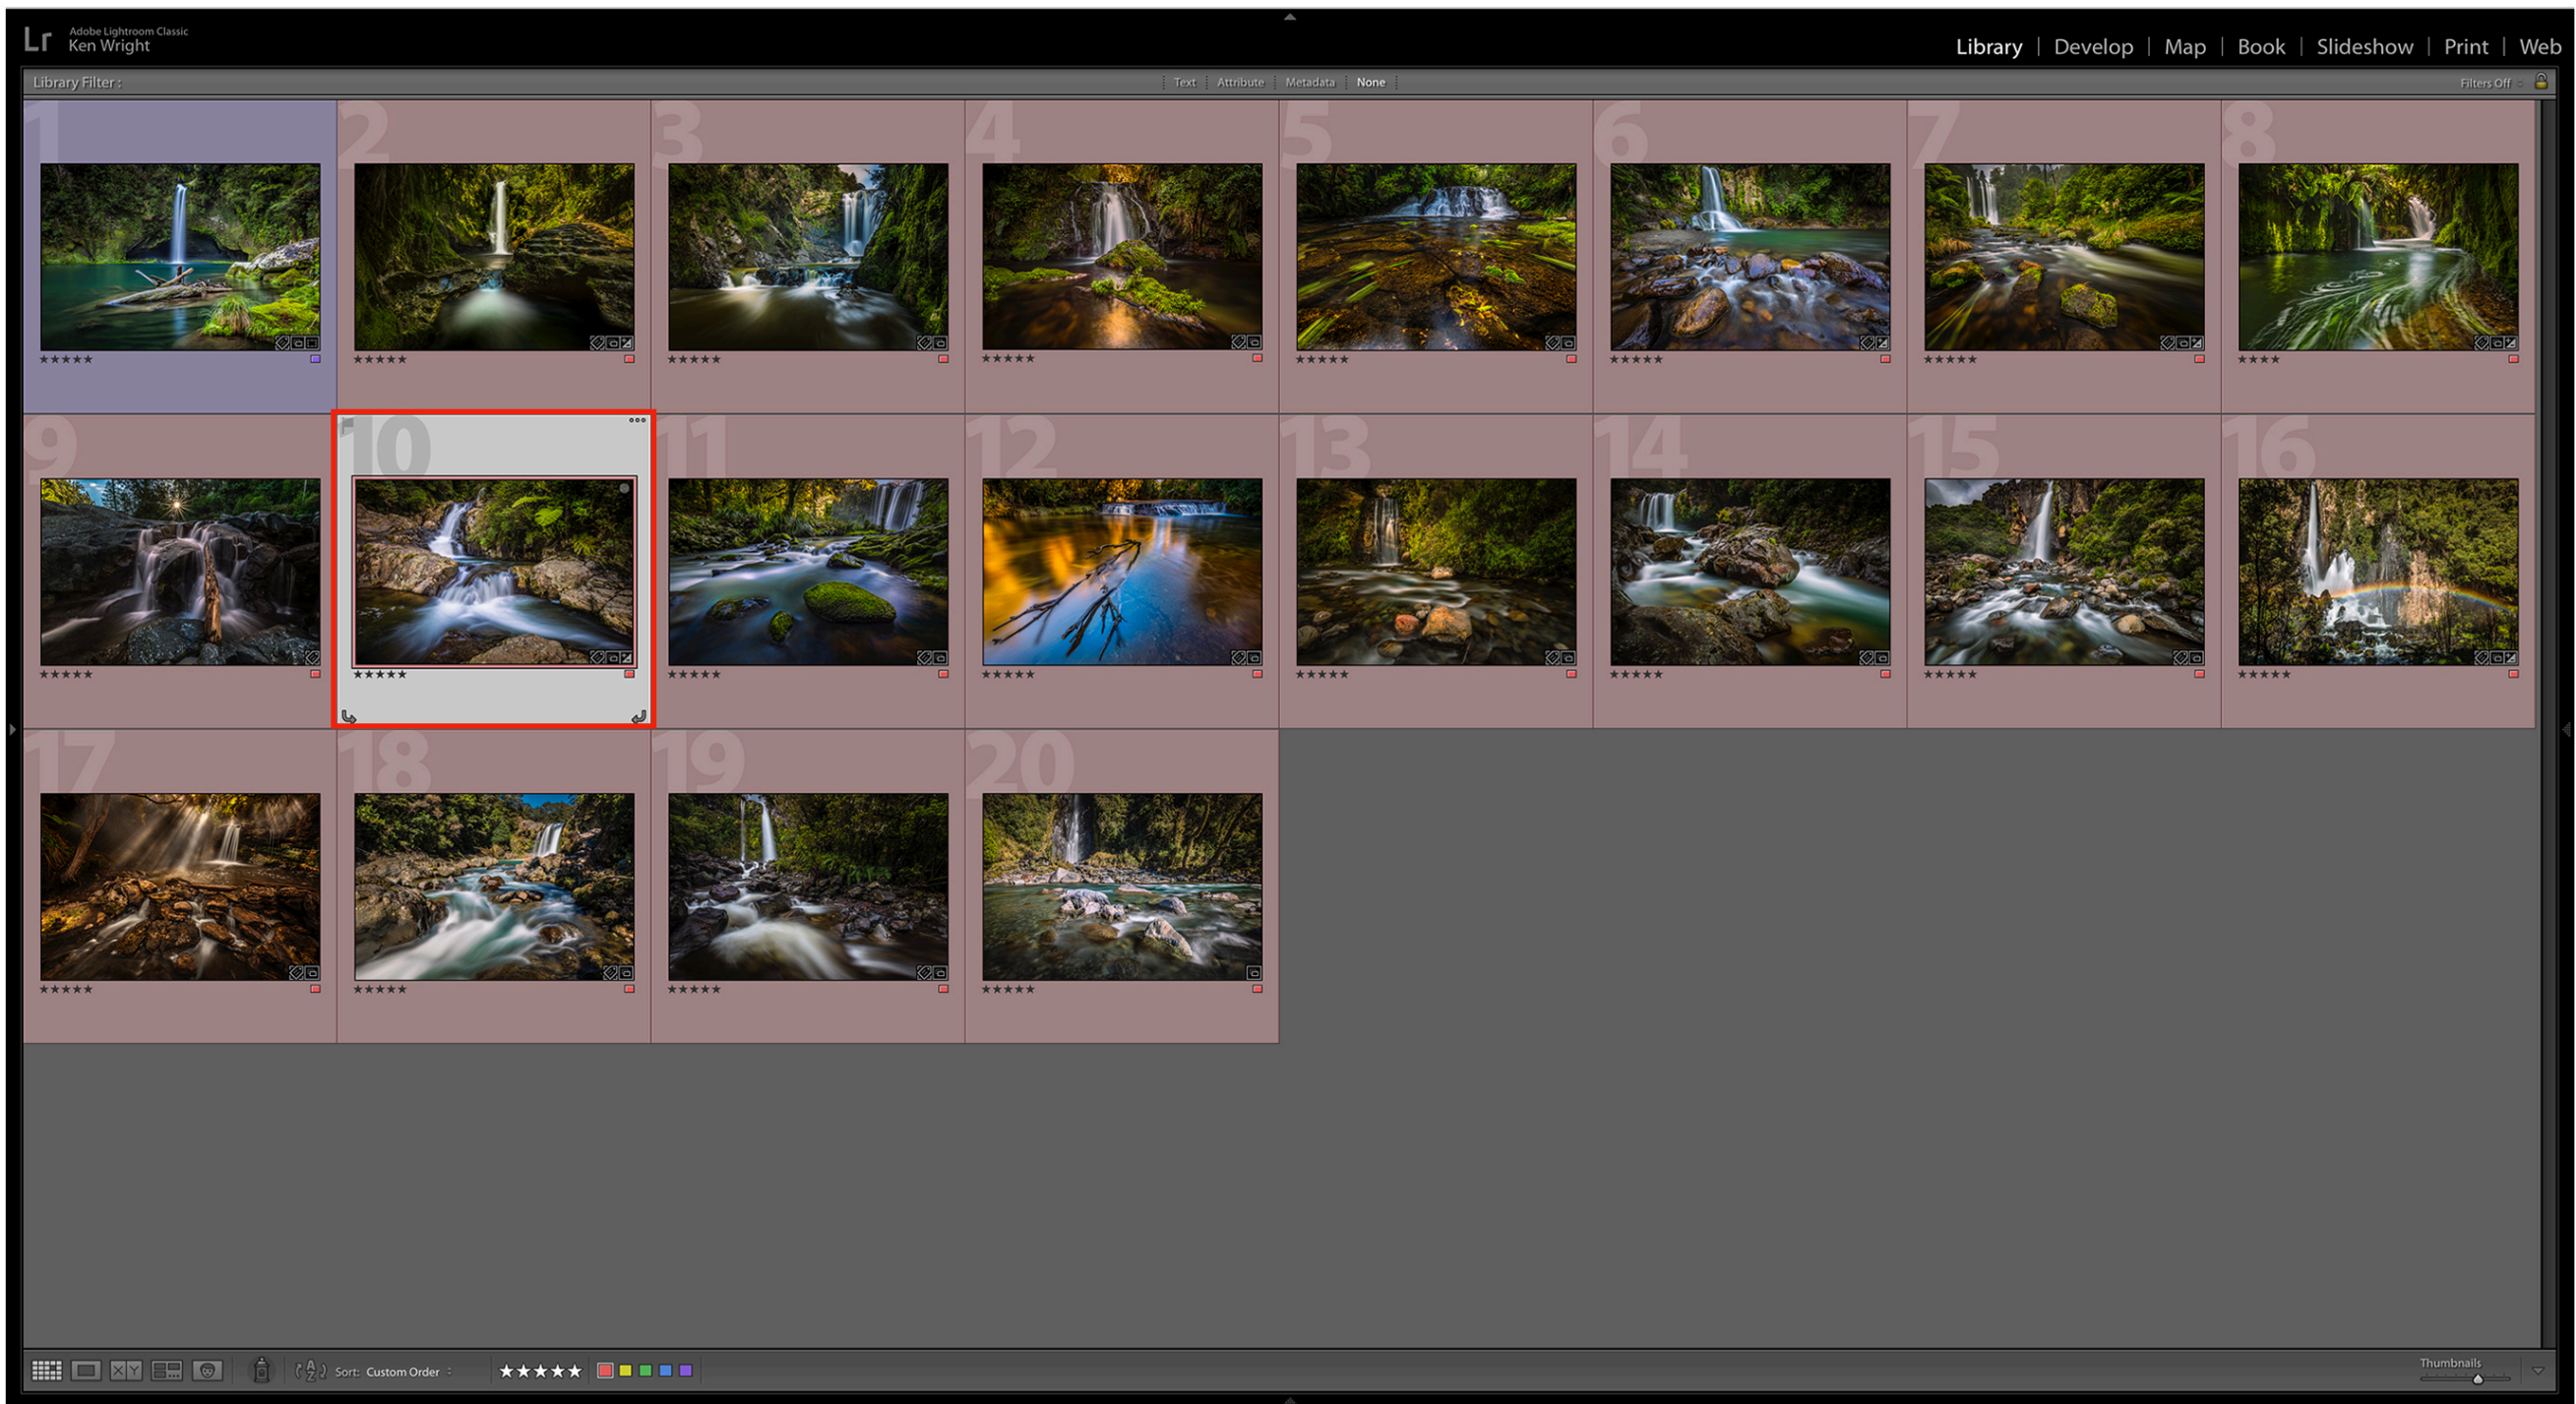 Lr
Adobe Lightroom Classic
Ken Wright
Library | Develop | Map | Book | Slideshow | Print | Web
Library Filter :
Text Attribute Metadata None
Filters Off
1 2 3 4 5 6 7 8
★★★★★ ★★★★★ ★★★★★ ★★★★★ ★★★★★ ★★★★★ ★★★★★ ★★★★
9 10 11 12 13 14 15 16
★★★★★ ★★★★★ ★★★★★ ★★★★★ ★★★★★ ★★★★★ ★★★★★ ★★★★★
17 18 19 20
★★★★★ ★★★★★ ★★★★★ ★★★★★
X Y
A Z Sort: Custom Order ★★★★★
Thumbnails